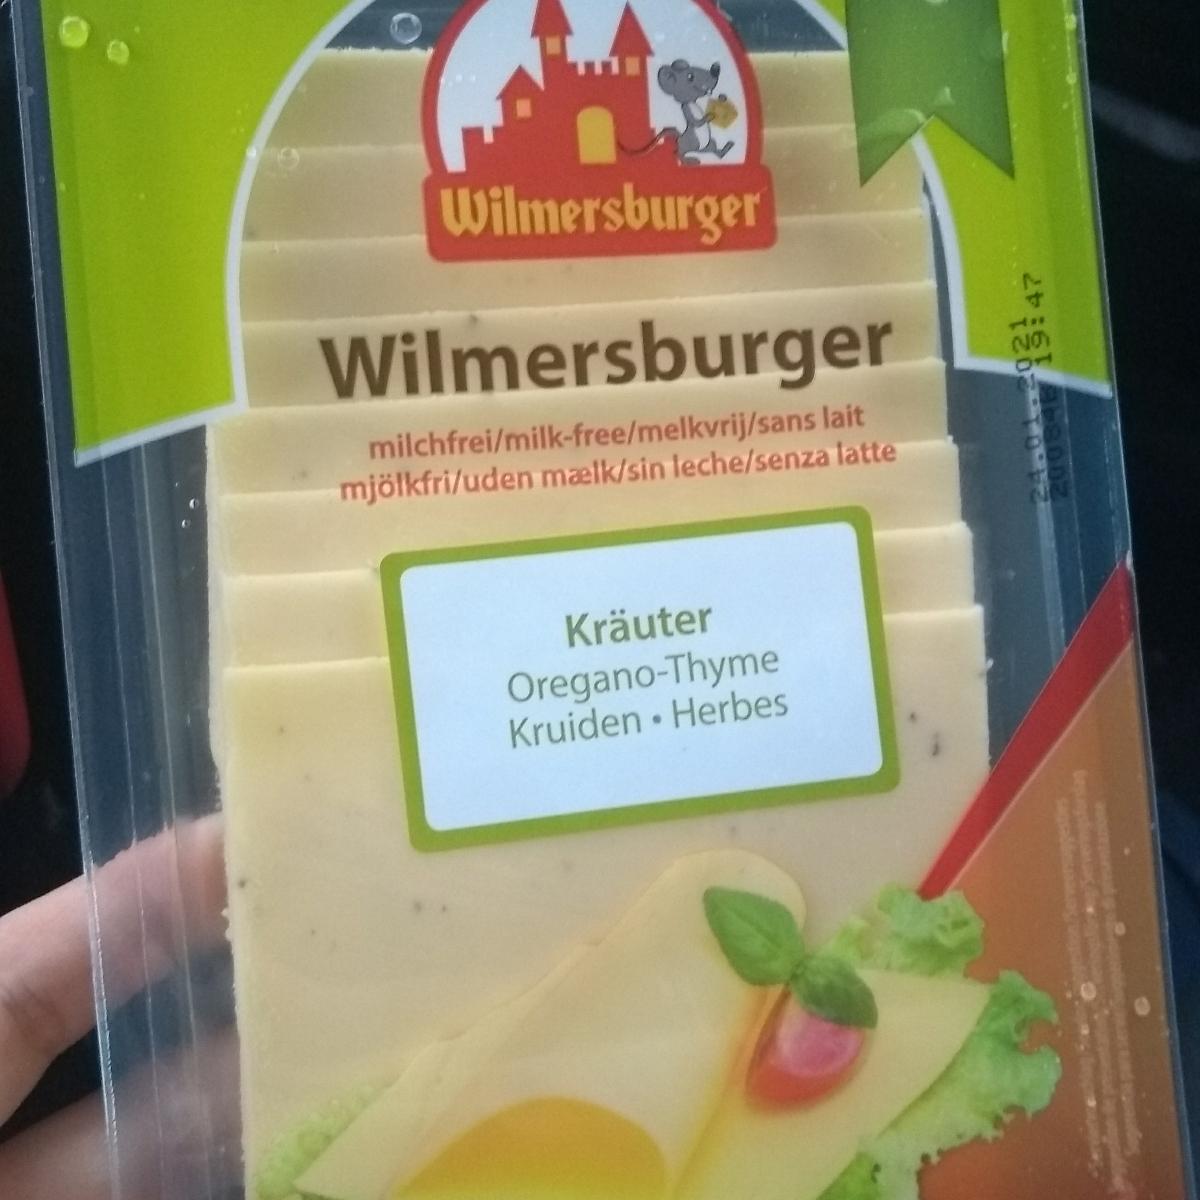 Wilmersburger
Wilmersburger
milchfrei/milk-free/melkvrij/sans lait
mjölkfri/uden mælk/sin leche/senza latte
Kräuter
Oregano-Thyme
Kruiden • Herbes
24.01.2021
19:47